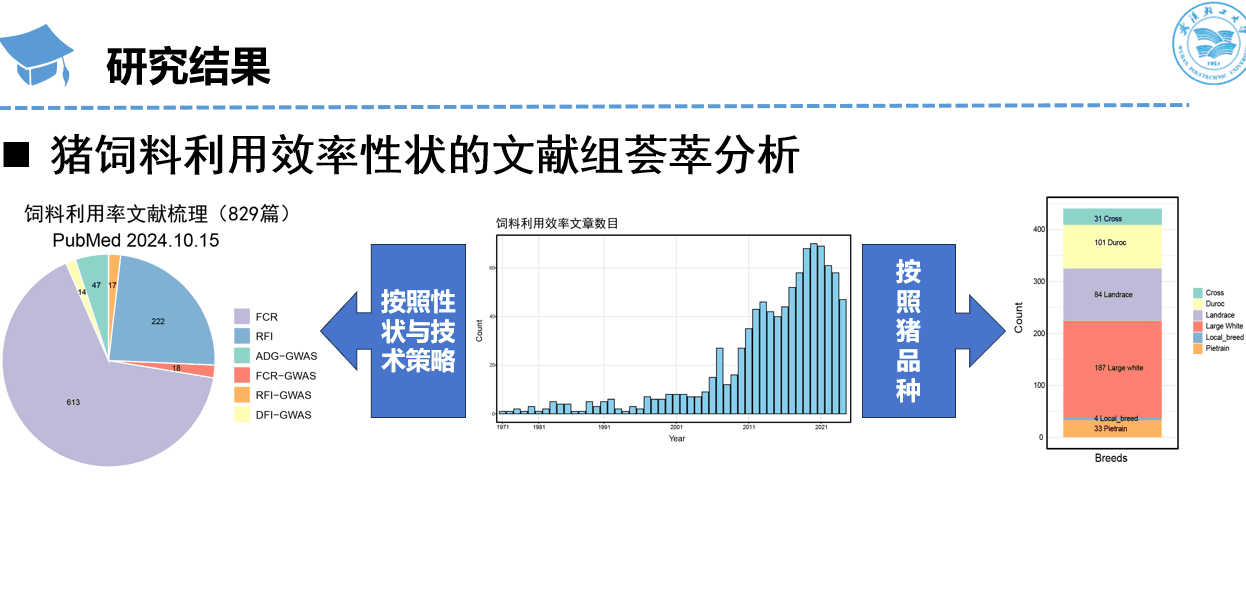 研究结果
猪饲料利用效率性状的文献组荟萃分析
饲料利用率文献梳理（829篇）
PubMed 2024.10.15
47
17
14
222
18
613
FCR
RFI
ADG-GWAS
FCR-GWAS
RFI-GWAS
DFI-GWAS
按照性
状与技
术策略
饲料利用效率文章数目
Count
60
40
20
0
1971
1981
1991
2001
2011
2021
Year
按
照
猪
品
种
Count
400
300
200
100
0
31 Cross
101 Duroc
84 Landrace
187 Large white
4 Local_breed
33 Pietrain
Breeds
Cross
Duroc
Landrace
Large White
Local_breed
Pietrain
1951